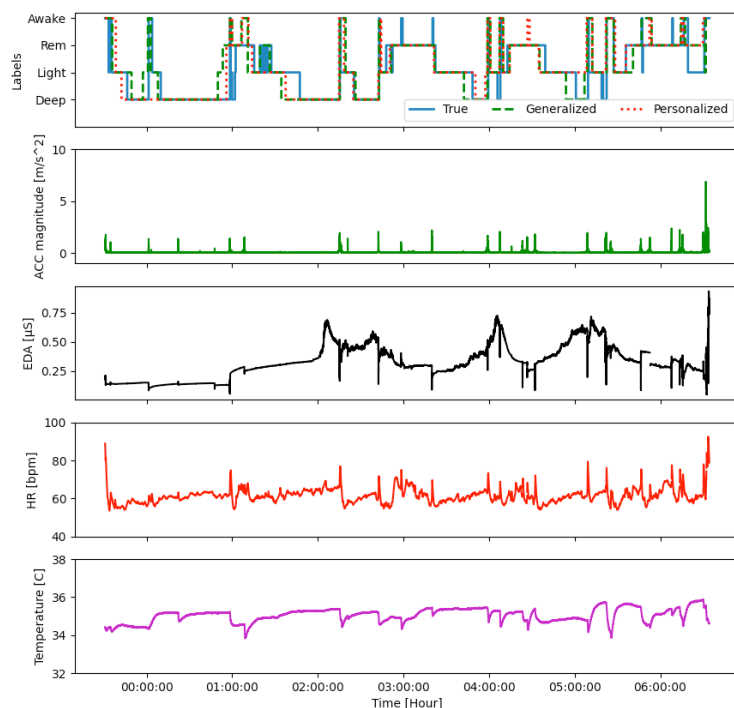 Awake
Rem
Light
Deep
Labels
True
Generalized
Personalized
10
5
0
ACC magnitude [m/s^2]
0.75
0.50
0.25
EDA [µS]
100
80
60
40
HR [bpm]
38
36
34
32
Temperature [C]
00:00:00
01:00:00
02:00:00
03:00:00
04:00:00
05:00:00
06:00:00
Time [Hour]